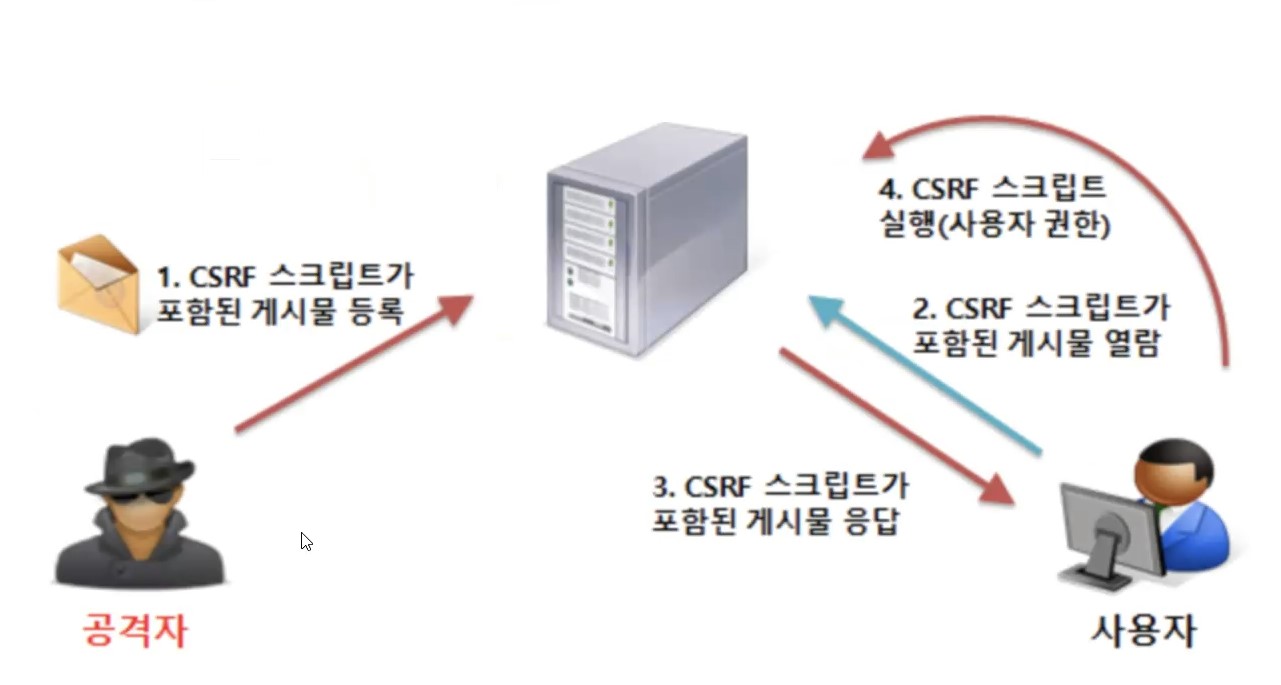 1. CSRF 스크립트가
포함된 게시물 등록
4. CSRF 스크립트
실행(사용자 권한)
2. CSRF 스크립트가
포함된 게시물 열람
3. CSRF 스크립트가
포함된 게시물 응답
공격자
사용자